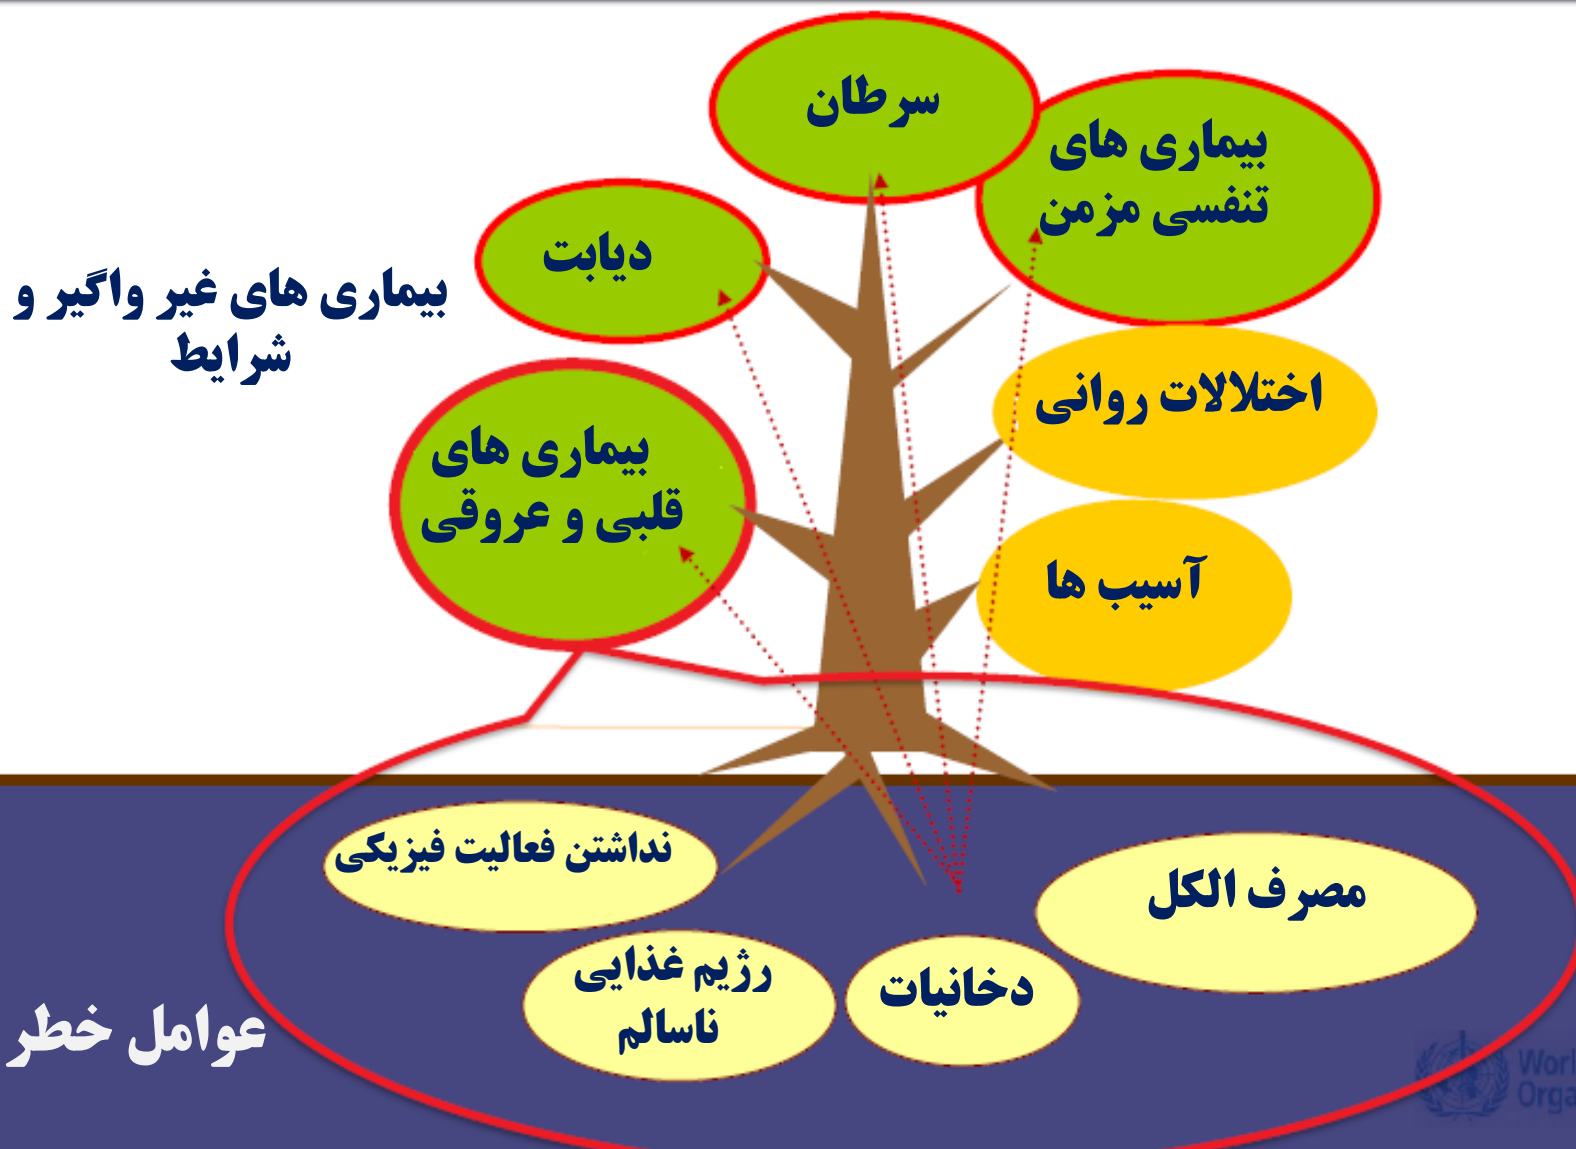 سرطان
بیماری های
تنفسی مزمن
دیابت
بیماری های غیر واگیر و
شرایط
اختلالات روانی
بیماری های
قلبی و عروقی
آسیب ها
نداشتن فعالیت فیزیکی
مصرف الکل
رژیم غذایی
ناسالم
دخانیات
عوامل خطر